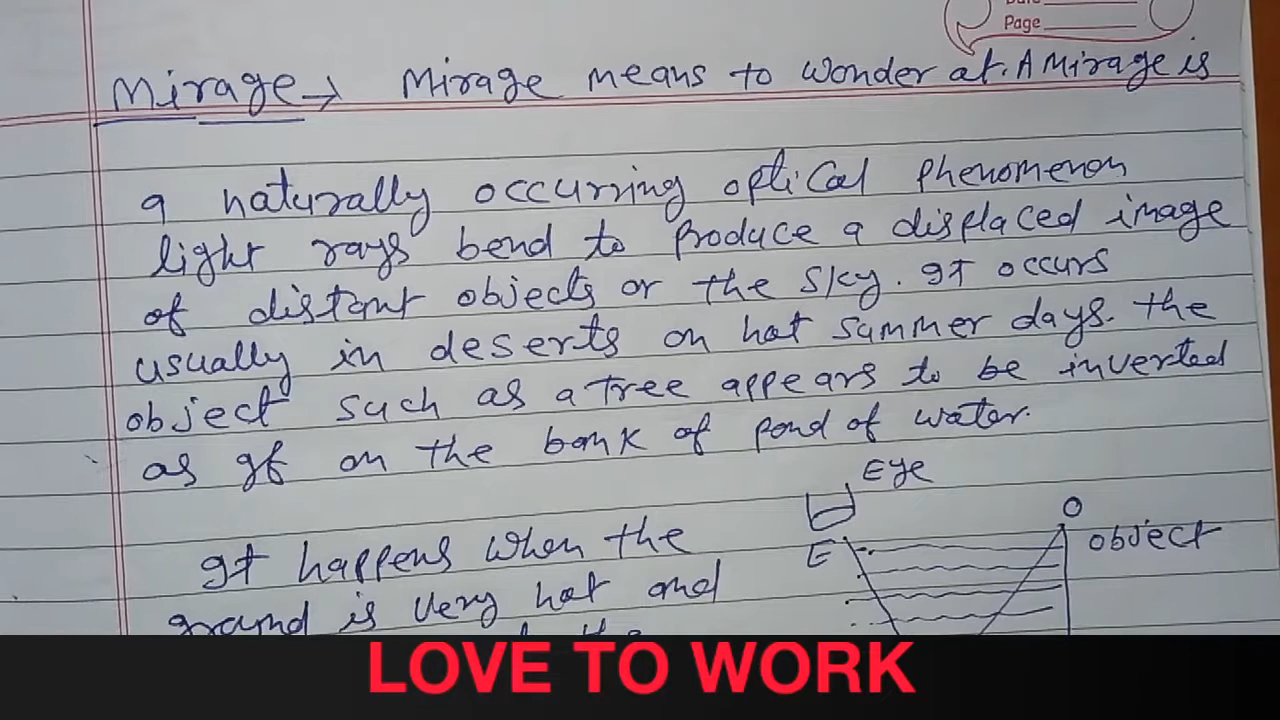 Page
Mirage → Mirage means to wonder at. A Mirage is
a naturally occurring optical phenomenon
light rays bend to produce a displaced image
of distant objects or the sky. It occurs
usually in deserts on hot summer days. the
object such as a tree appears to be inverted
as if on the bank of pond of water.
Eye
O
E
object
It happens when the
ground is very hot and
LOVE TO WORK